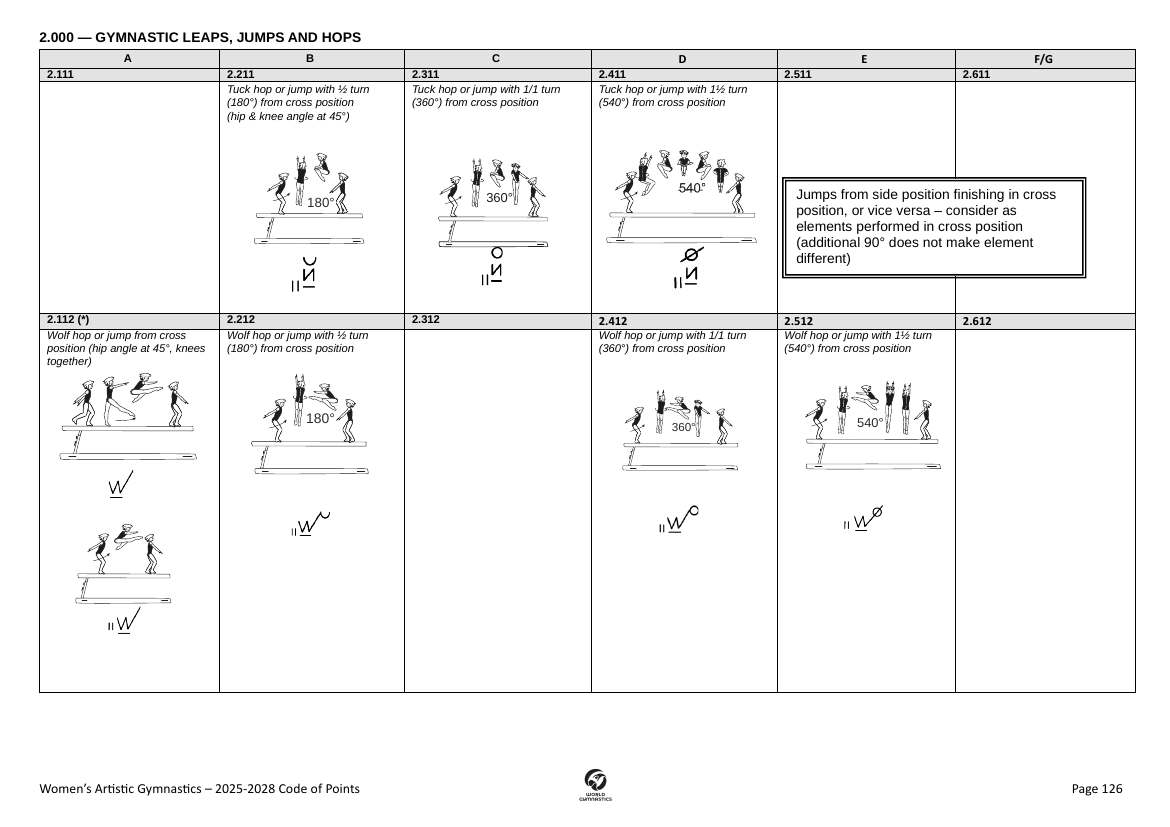 2.000 — GYMNASTIC LEAPS, JUMPS AND HOPS
A B C D E F/G
2.111 2.211 2.311 2.411 2.511 2.611
Tuck hop or jump with ½ turn
(180°) from cross position
(hip & knee angle at 45°)
180°
Tuck hop or jump with 1/1 turn
(360°) from cross position
360°
Tuck hop or jump with 1½ turn
(540°) from cross position
540°
Jumps from side position finishing in cross
position, or vice versa – consider as
elements performed in cross position
(additional 90° does not make element
different)
2.112 (*) 2.212 2.312 2.412 2.512 2.612
Wolf hop or jump from cross
position (hip angle at 45°, knees
together)
Wolf hop or jump with ½ turn
(180°) from cross position
180°
Wolf hop or jump with 1/1 turn
(360°) from cross position
360°
Wolf hop or jump with 1½ turn
(540°) from cross position
540°
Women's Artistic Gymnastics – 2025-2028 Code of Points
WORLD
GYMNASTICS
Page 126